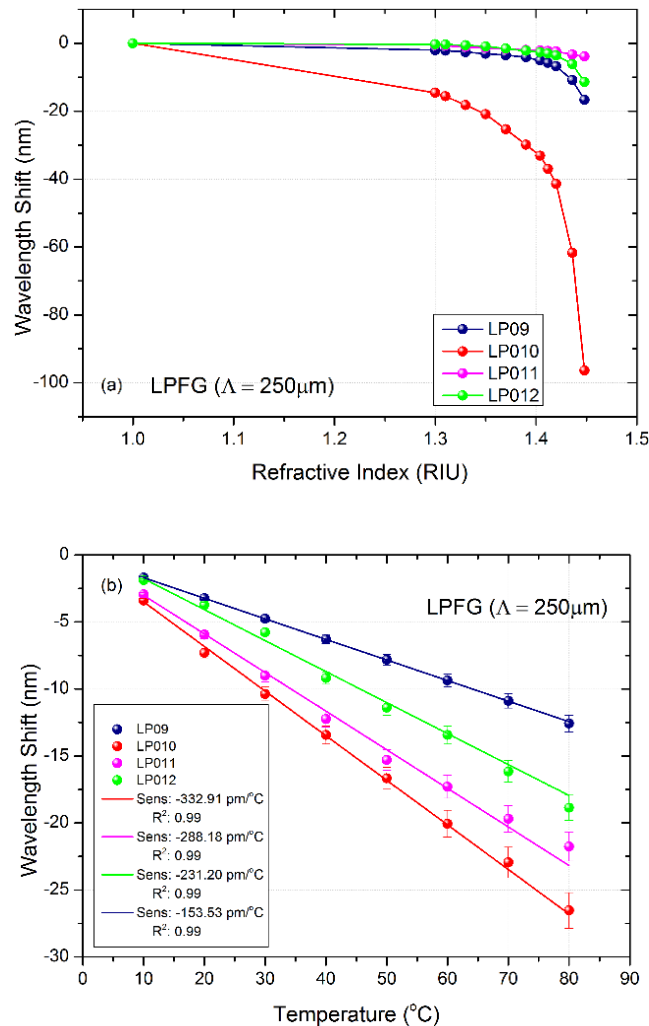 0
-20
-40
-60
-80
-100
Wavelength Shift (nm)
(a) LPFG (Λ = 250μm)
LP09
LP010
LP011
LP012
1.0 1.1 1.2 1.3 1.4 1.5
Refractive Index (RIU)
0
-5
-10
-15
-20
-25
-30
Wavelength Shift (nm)
(b)
LPFG (Λ = 250μm)
LP09
LP010
LP011
LP012
Sens: -332.91 pm/°C
R²: 0.99
Sens: -288.18 pm/°C
R²: 0.99
Sens: -231.20 pm/°C
R²: 0.99
Sens: -153.53 pm/°C
R²: 0.99
0 10 20 30 40 50 60 70 80 90
Temperature (°C)